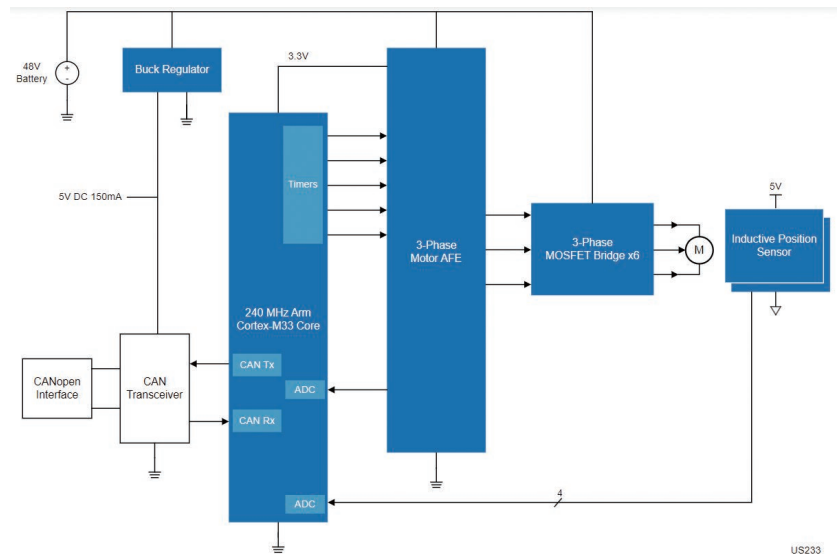 48V
Battery
Buck Regulator
3.3V
5V DC 150mA
Timers
240 MHz Arm
Cortex-M33 Core
CAN Tx
CAN Rx
ADC
ADC
CANopen
Interface
CAN
Transceiver
3-Phase
Motor AFE
3-Phase
MOSFET Bridge x6
M
5V
Inductive Position
Sensor
4
US233